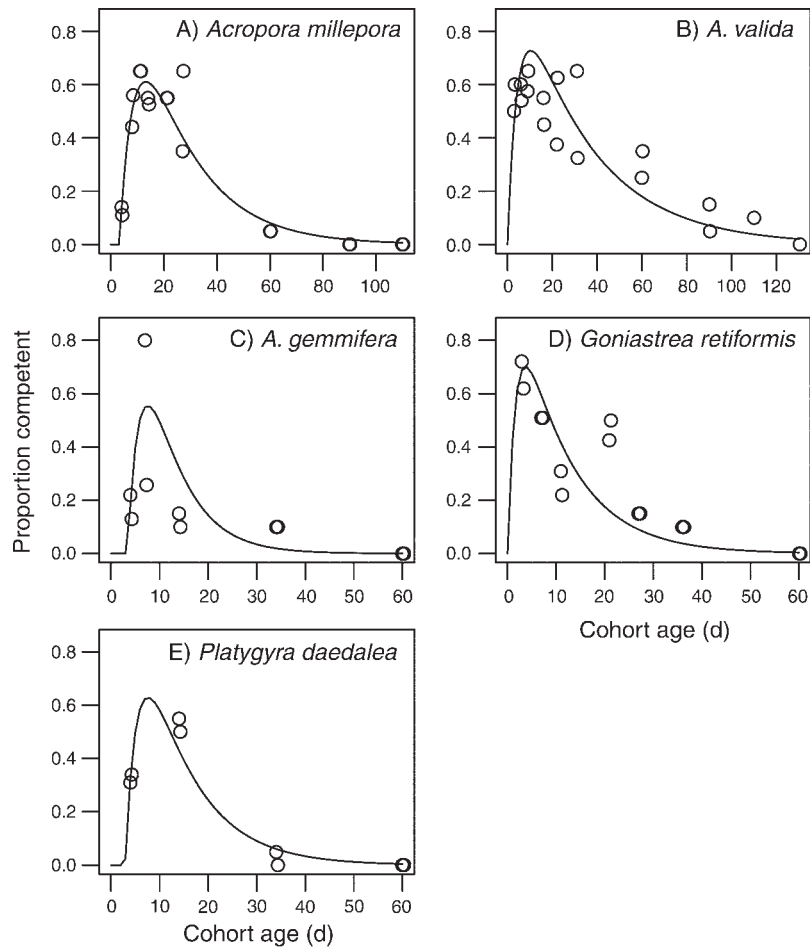 A) Acropora millepora
0.8
0.6
0.4
0.2
0.0
0 20 40 60 80 100
B) A. valida
0.8
0.6
0.4
0.2
0.0
0 20 40 60 80 100 120
C) A. gemmifera
0.8
0.6
0.4
0.2
0.0
0 10 20 30 40 50 60
D) Goniastrea retiformis
0.8
0.6
0.4
0.2
0.0
0 10 20 30 40 50 60
Cohort age (d)
Proportion competent
E) Platygyra daedalea
0.8
0.6
0.4
0.2
0.0
0 10 20 30 40 50 60
Cohort age (d)